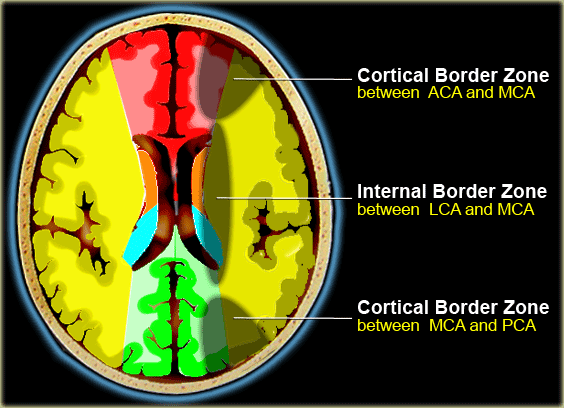 Cortical Border Zone
between ACA and MCA
Internal Border Zone
between LCA and MCA
Cortical Border Zone
between MCA and PCA